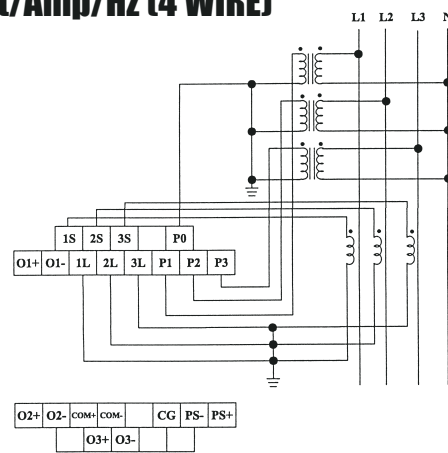 t/Amp/Hz (4 WIRE)
L1 L2 L3 N
1S 2S 3S P0
O1+ O1- 1L 2L 3L P1 P2 P3
O2+ O2- COM+ COM- CG PS- PS+
O3+ O3-